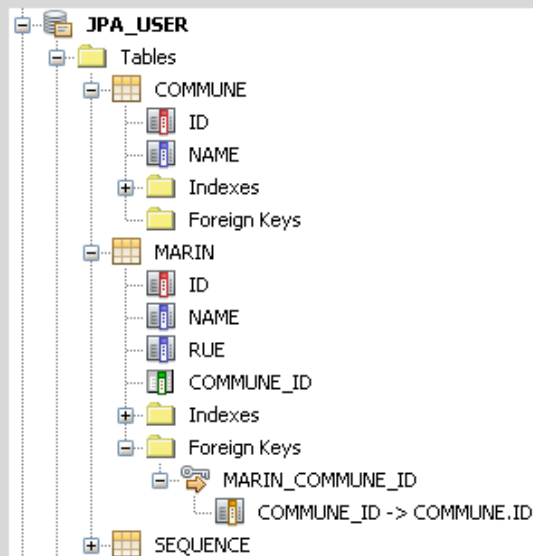 JPA_USER
Tables
COMMUNE
ID
NAME
Indexes
Foreign Keys
MARIN
ID
NAME
RUE
COMMUNE_ID
Indexes
Foreign Keys
MARIN_COMMUNE_ID
COMMUNE_ID -> COMMUNE.ID
SEQUENCE